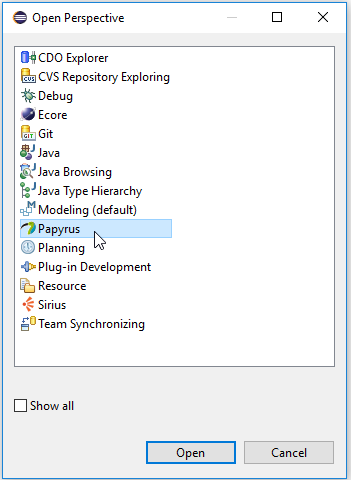 Open Perspective
CDO Explorer
CVS Repository Exploring
Debug
Ecore
Git
Java
Java Browsing
Java Type Hierarchy
Modeling (default)
Papyrus
Planning
Plug-in Development
Resource
Sirius
Team Synchronizing
Show all
Open Cancel